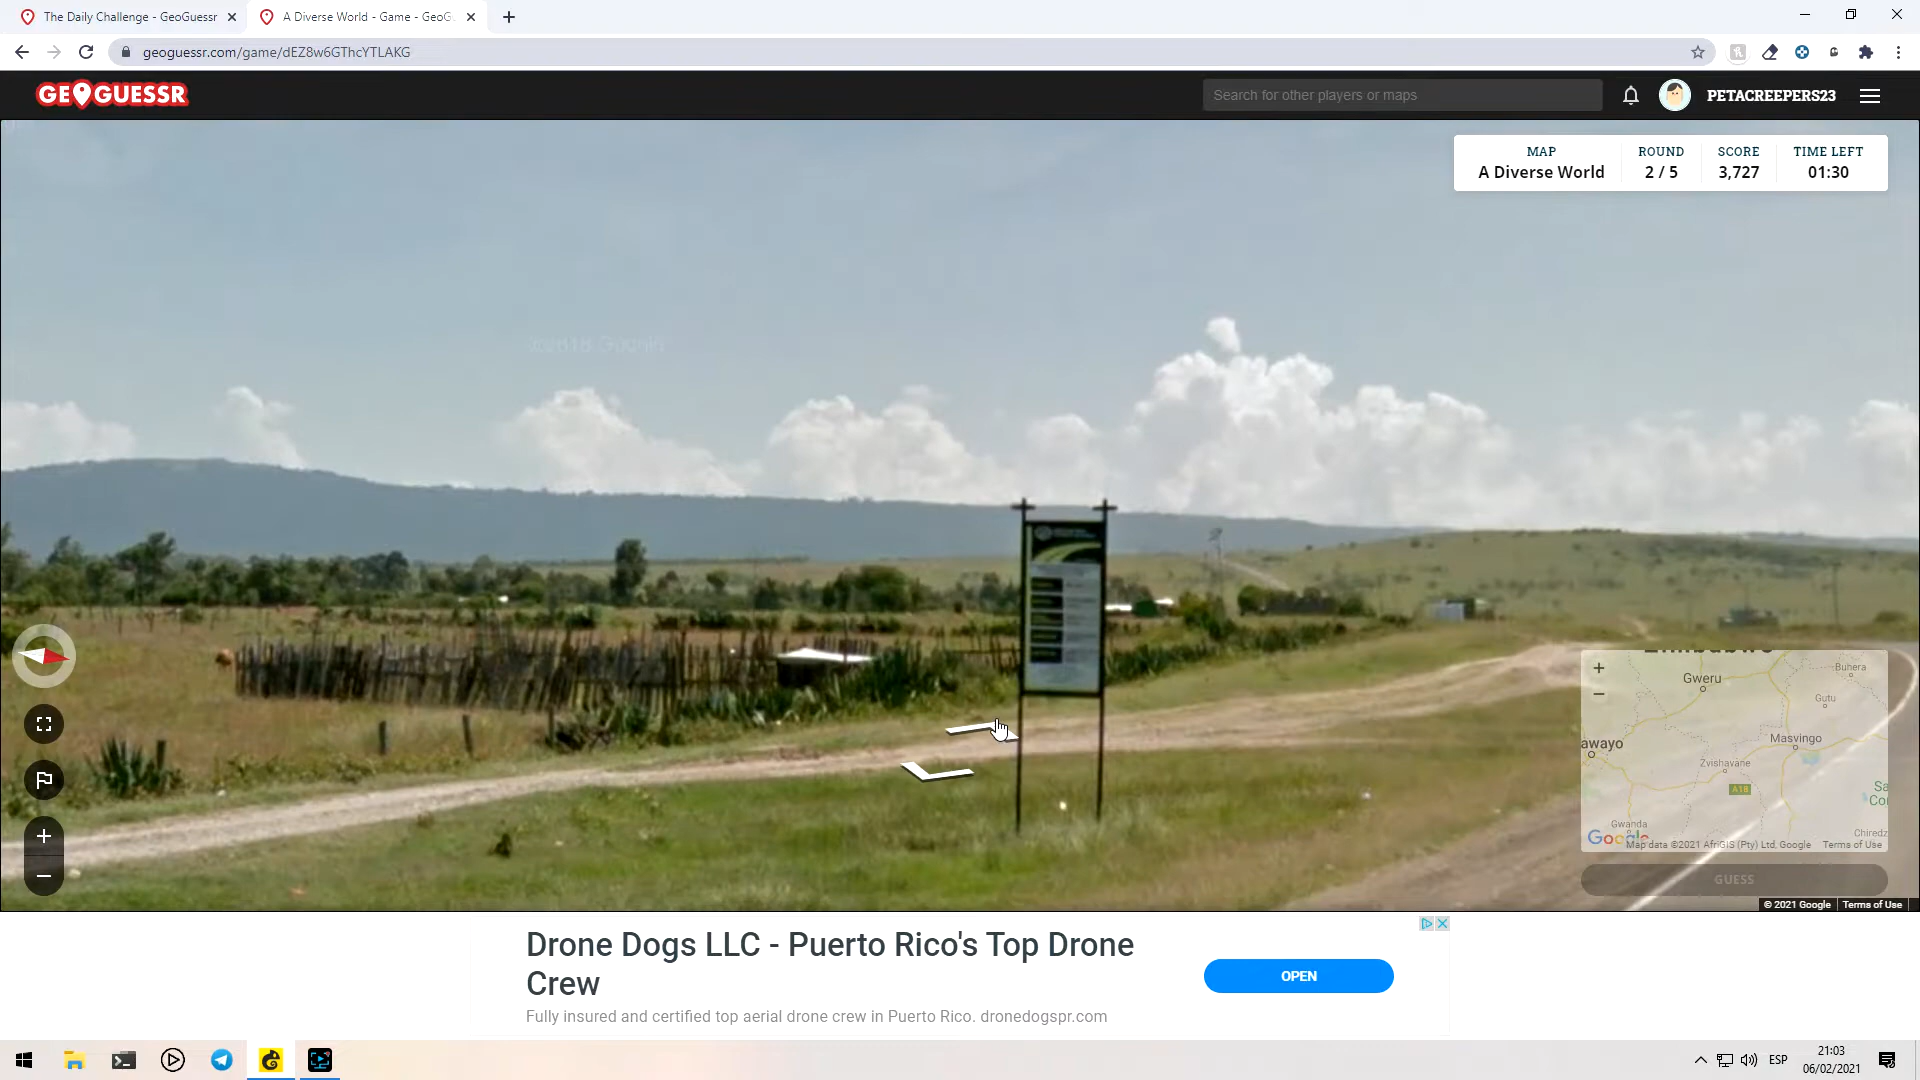 The Daily Challenge - GeoGuessr
A Diverse World - Game - GeoG
geoguessr.com/game/dEZ8w6GThcYTLAKG
GEOGUESSR
Search for other players or maps
PETACREEPERS23
MAP
A Diverse World
ROUND
2 / 5
SCORE
3,727
TIME LEFT
01:30
Gweru
Buhera
Gutu
awayo
Masvingo
Zvishavane
A18
Gwanda
Chiredz
Google
Map data ©2021 AfriGIS (Pty) Ltd, Google
Terms of Use
GUESS
© 2021 Google
Terms of Use
Drone Dogs LLC - Puerto Rico's Top Drone
Crew
Fully insured and certified top aerial drone crew in Puerto Rico. dronedogspr.com
OPEN
ESP
21:03
06/02/2021